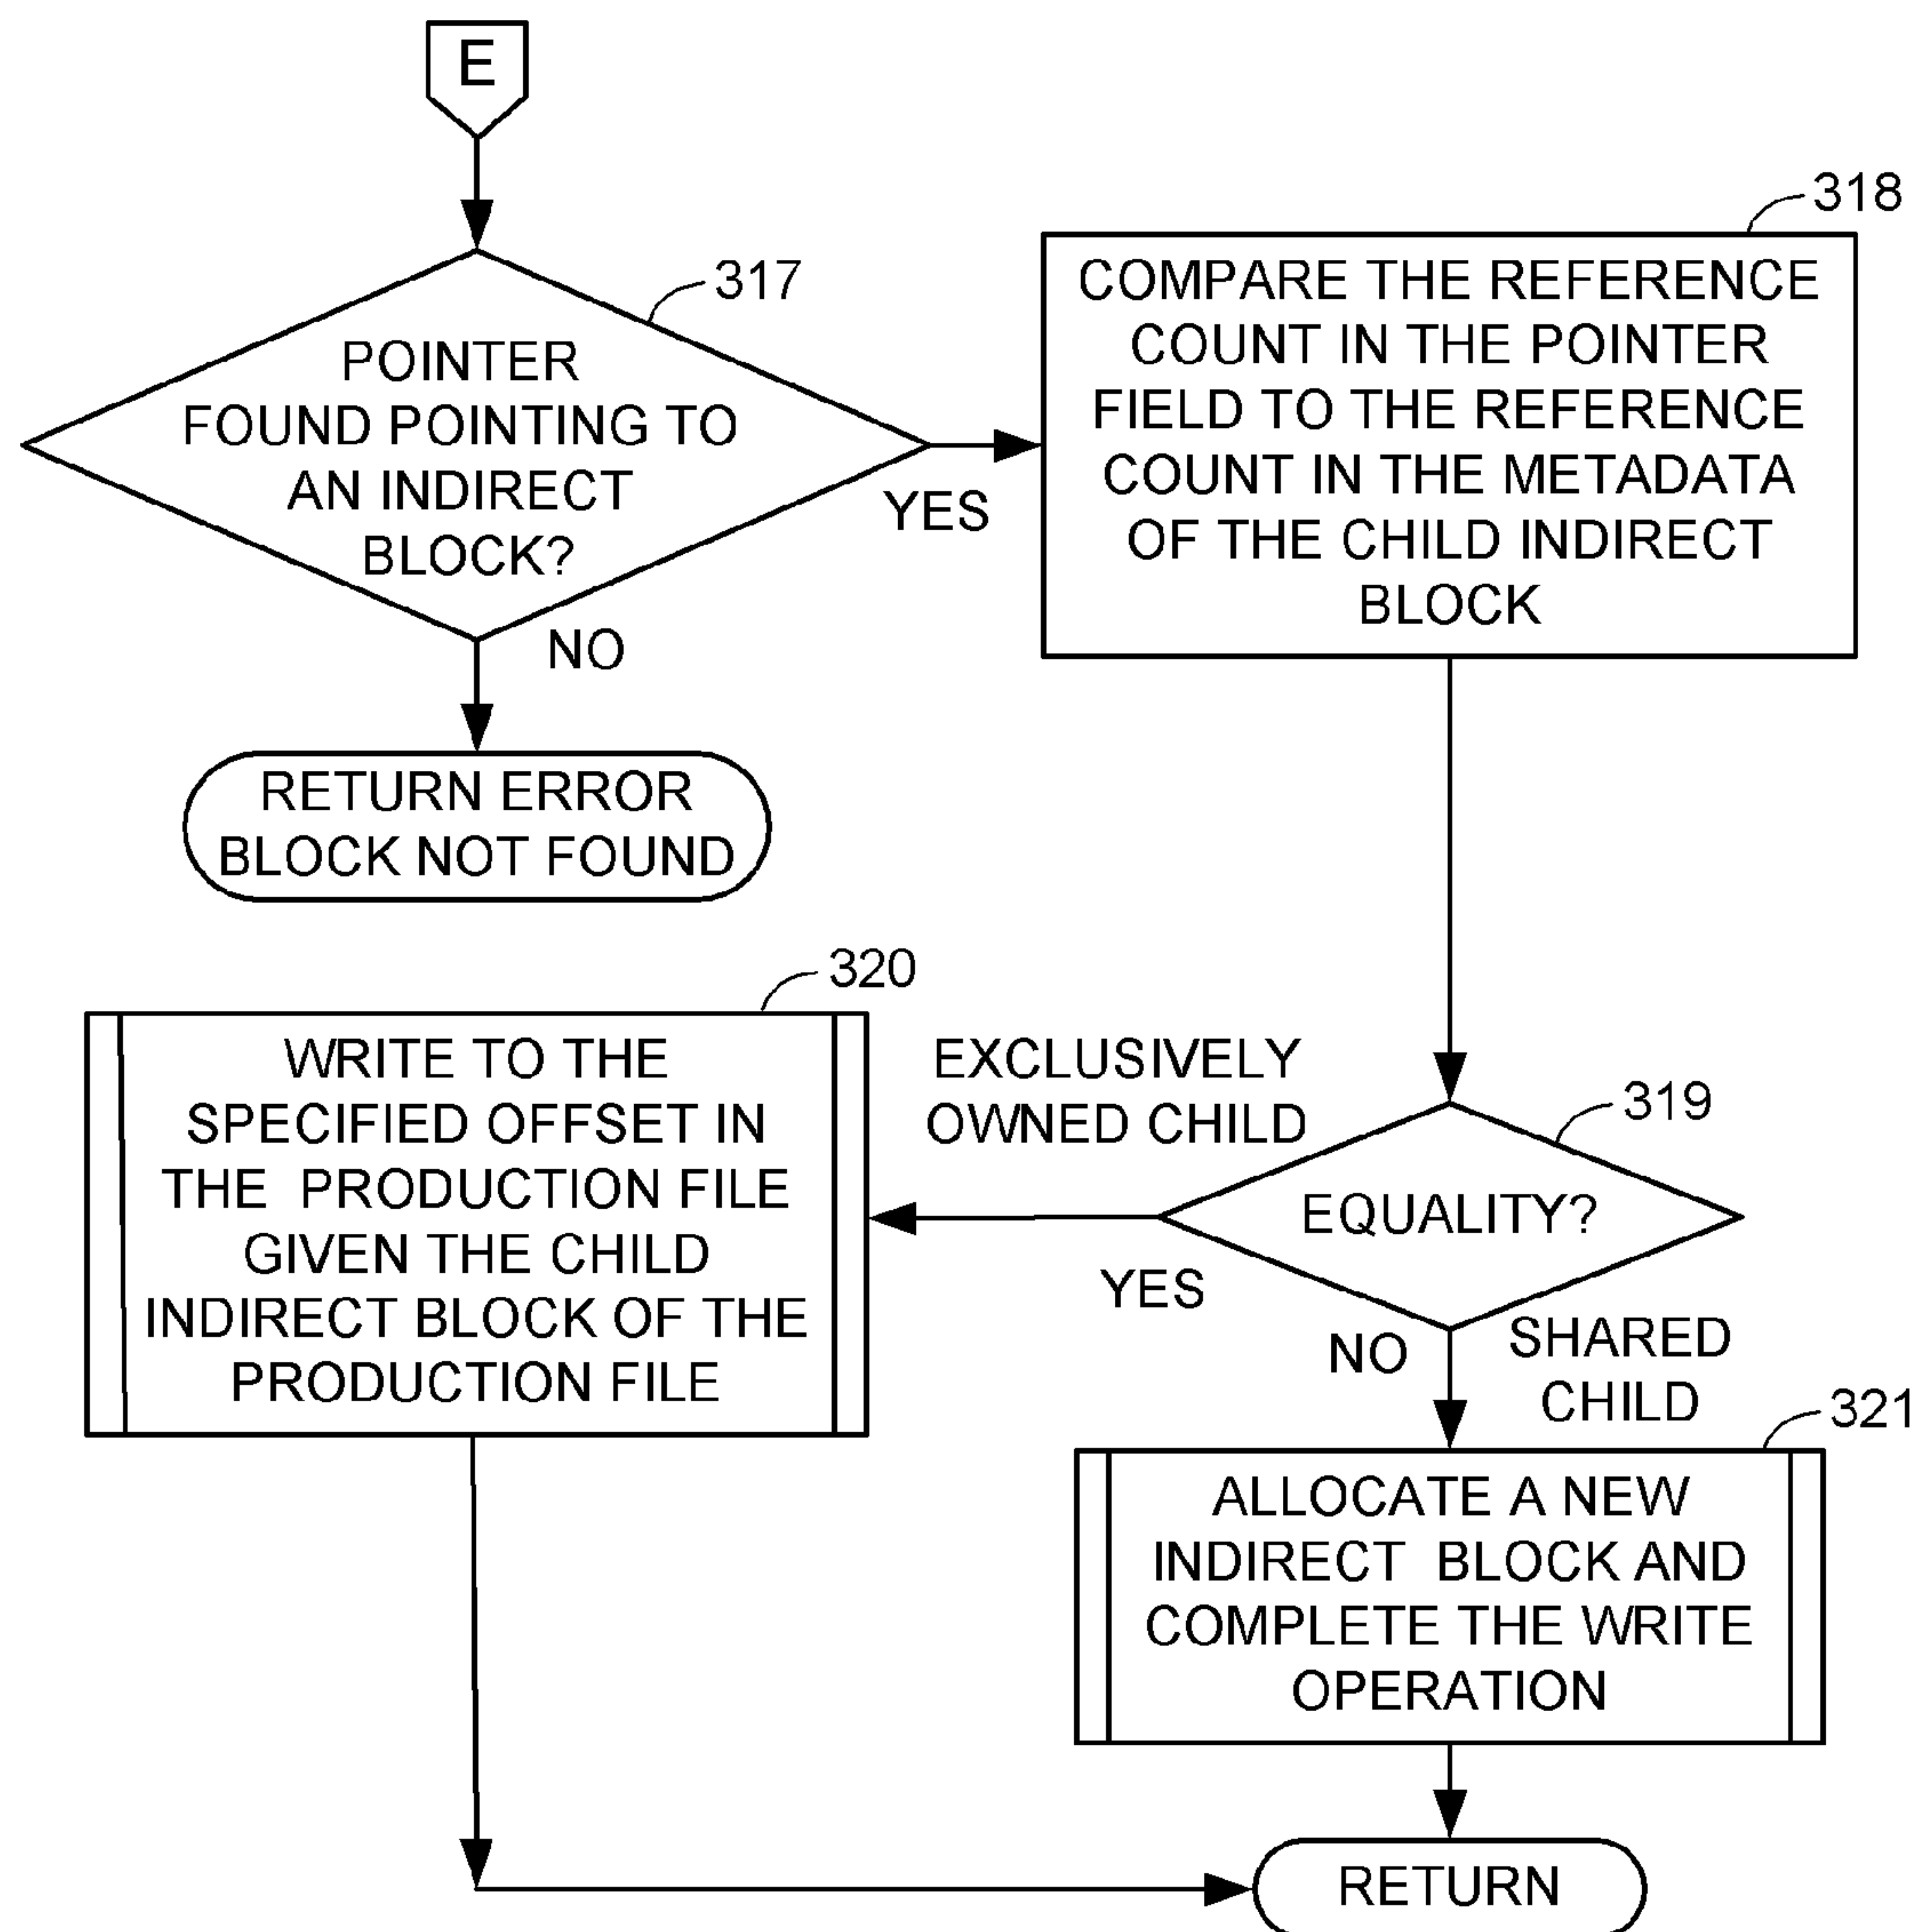 E
317
POINTER
FOUND POINTING TO
AN INDIRECT
BLOCK?
YES
NO
318
COMPARE THE REFERENCE
COUNT IN THE POINTER
FIELD TO THE REFERENCE
COUNT IN THE METADATA
OF THE CHILD INDIRECT
BLOCK
RETURN ERROR
BLOCK NOT FOUND
320
WRITE TO THE
SPECIFIED OFFSET IN
THE PRODUCTION FILE
GIVEN THE CHILD
INDIRECT BLOCK OF THE
PRODUCTION FILE
EXCLUSIVELY
OWNED CHILD
YES
319
EQUALITY?
NO
SHARED
CHILD
321
ALLOCATE A NEW
INDIRECT BLOCK AND
COMPLETE THE WRITE
OPERATION
RETURN